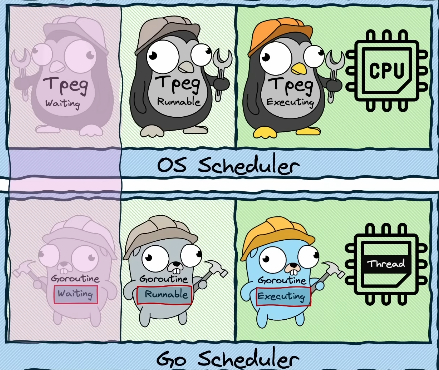 Tpeg
Waiting
Tpeg
Runnable
Tpeg
Executing
CPU
OS Scheduler
Goroutine
Waiting
Goroutine
Runnable
Goroutine
Executing
Thread
Go Scheduler